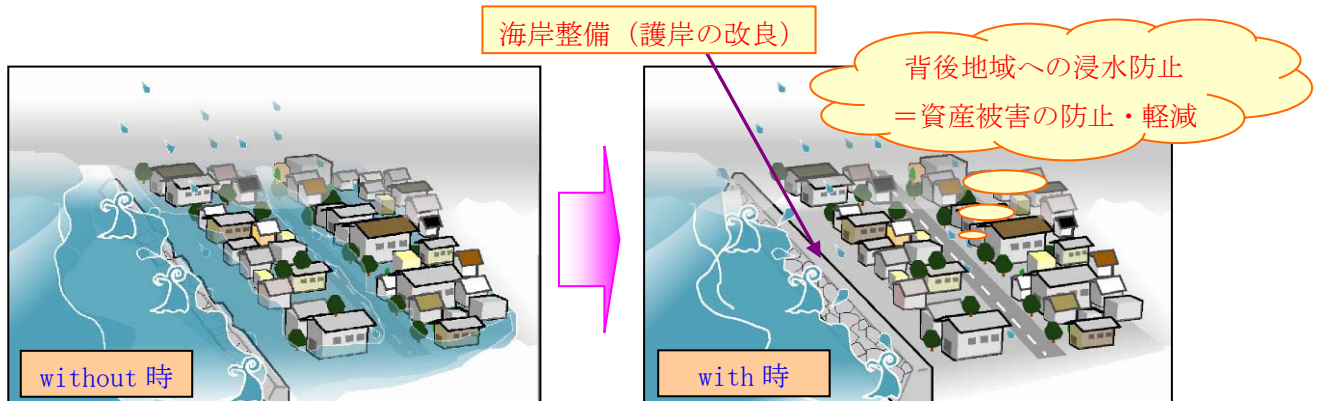 海岸整備（護岸の改良）
背後地域への浸水防止
＝資産被害の防止・軽減
without 時
with 時